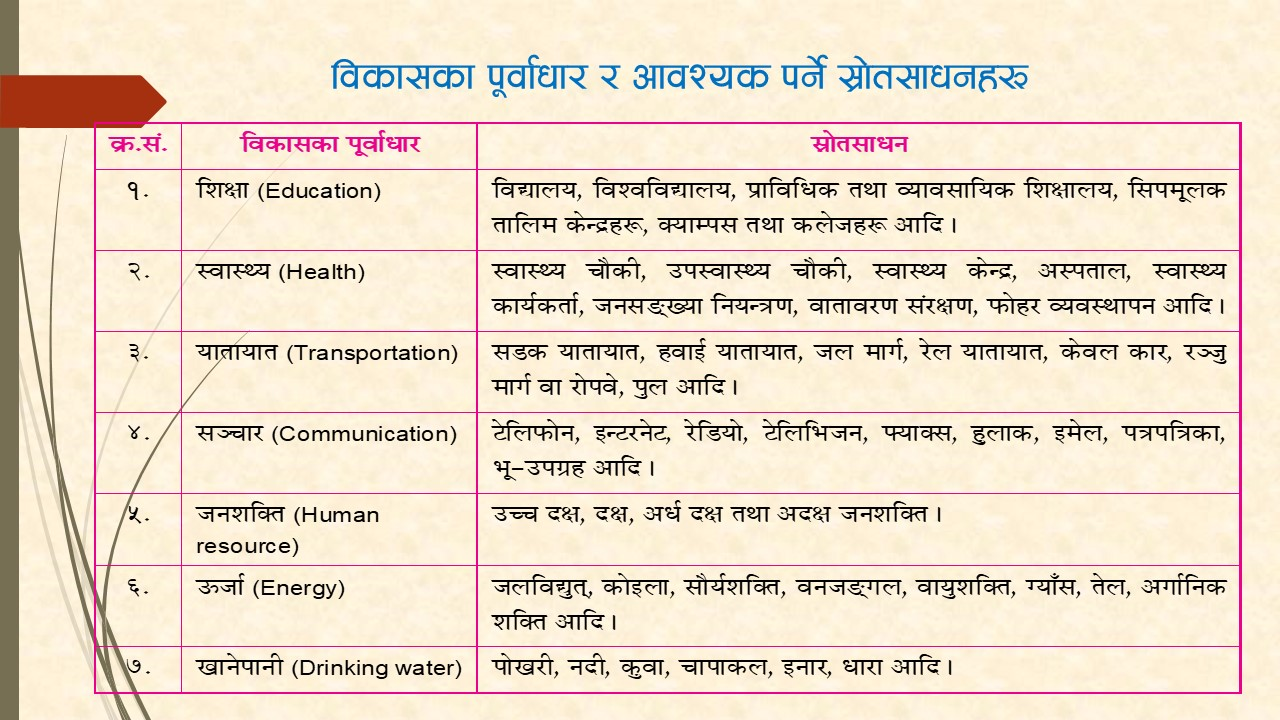 विकासका पूर्वाधार र आवश्यक पर्ने स्रोतसाधनहरु
क्र.सं. विकासका पूर्वाधार स्रोतसाधन
१. शिक्षा (Education) विद्यालय, विश्वविद्यालय, प्राविधिक तथा व्यावसायिक शिक्षालय, सिपमूलक
तालिम केन्द्रहरू, क्याम्पस तथा कलेजहरू आदि ।
२. स्वास्थ्य (Health) स्वास्थ्य चौकी, उपस्वास्थ्य चौकी, स्वास्थ्य केन्द्र, अस्पताल, स्वास्थ्य
कार्यकर्ता, जनसङ्ख्या नियन्त्रण, वातावरण संरक्षण, फोहर व्यवस्थापन आदि ।
३. यातायात (Transportation) सडक यातायात, हवाई यातायात, जल मार्ग, रेल यातायात, केवल कार, रञ्जु
मार्ग वा रोपवे, पुल आदि ।
४. सञ्चार (Communication) टेलिफोन, इन्टरनेट, रेडियो, टेलिभिजन, फ्याक्स, हुलाक, इमेल, पत्रपत्रिका,
भू–उपग्रह आदि ।
५. जनशक्ति (Human उच्च दक्ष, दक्ष, अर्ध दक्ष तथा अदक्ष जनशक्ति ।
resource)
६. ऊर्जा (Energy) जलविद्युत्, कोइला, सौर्यशक्ति, वनजङ्गल, वायुशक्ति, ग्याँस, तेल, अर्गानिक
शक्ति आदि ।
७. खानेपानी (Drinking water) पोखरी, नदी, कुवा, चापाकल, इनार, धारा आदि ।